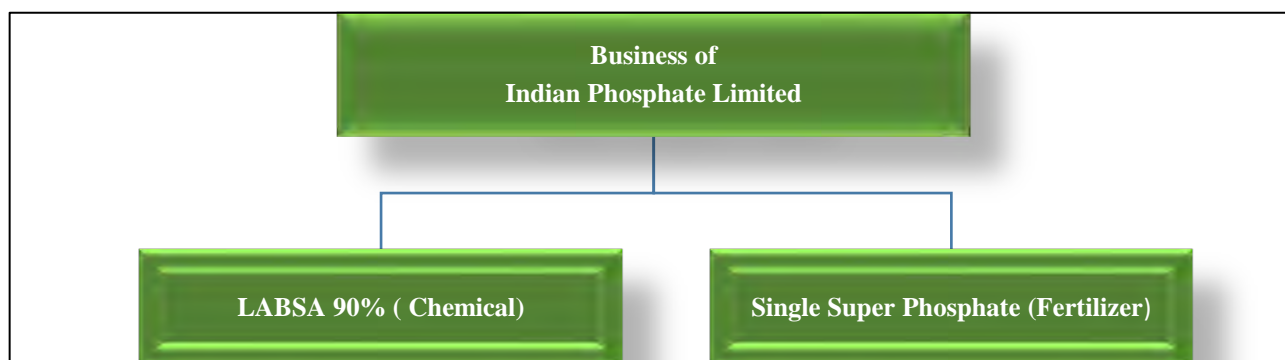 Business of
Indian Phosphate Limited
LABSA 90% ( Chemical)
Single Super Phosphate (Fertilizer)